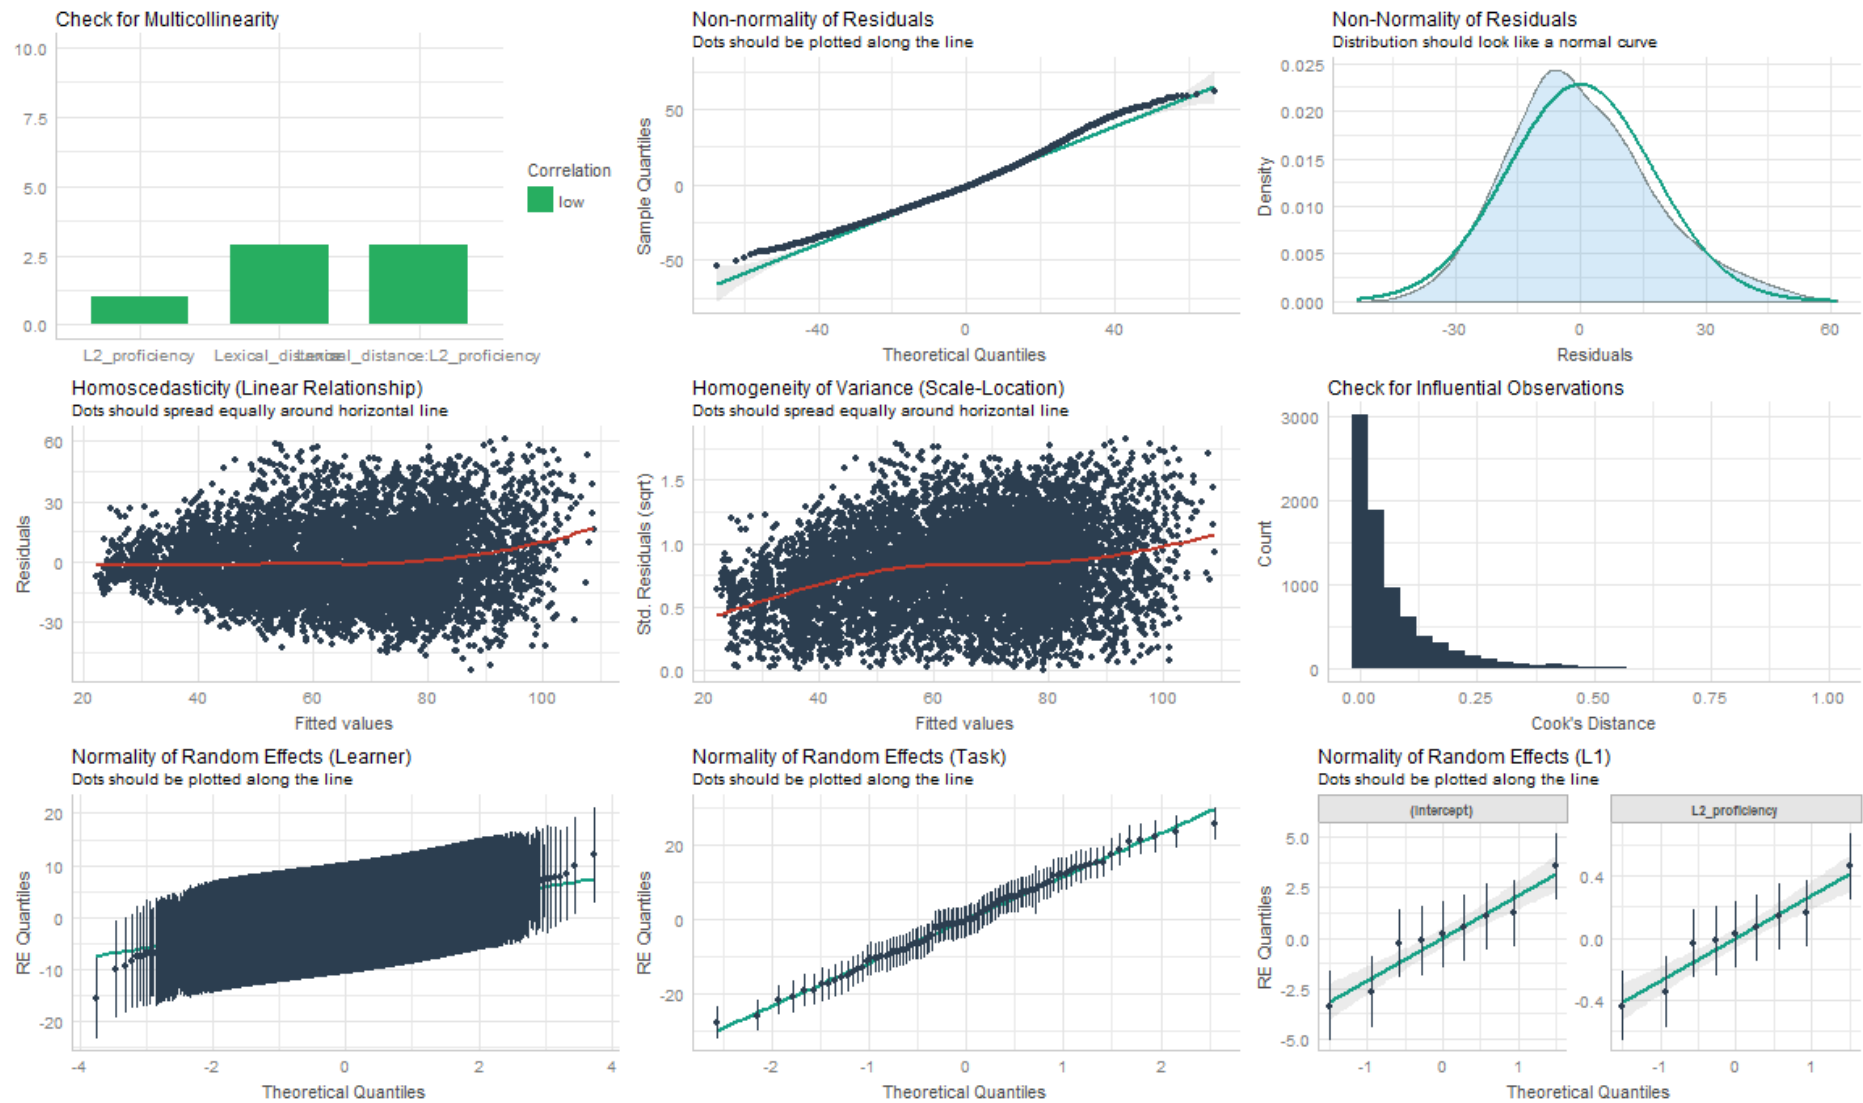 Check for Multicollinearity
10.0
7.5
5.0
2.5
0.0
L2_proficiency
Lexical_distance
Lexical_distance:L2_proficiency
Correlation
low
Non-normality of Residuals
Dots should be plotted along the line
Sample Quantiles
50
0
-50
-40 0 40
Theoretical Quantiles
Non-Normality of Residuals
Distribution should look like a normal curve
Density
0.025
0.020
0.015
0.010
0.005
0.000
-30 0 30 60
Residuals
Homoscedasticity (Linear Relationship)
Dots should spread equally around horizontal line
Residuals
60
30
0
-30
20 40 60 80 100
Fitted values
Homogeneity of Variance (Scale-Location)
Dots should spread equally around horizontal line
Std. Residuals (sqrt)
1.5
1.0
0.5
0.0
20 40 60 80 100
Fitted values
Check for Influential Observations
Count
3000
2000
1000
0
0.00 0.25 0.50 0.75 1.00
Cook's Distance
Normality of Random Effects (Learner)
Dots should be plotted along the line
RE Quantiles
20
10
0
-10
-20
-4 -2 0 2 4
Theoretical Quantiles
Normality of Random Effects (Task)
Dots should be plotted along the line
RE Quantiles
20
0
-20
-2 -1 0 1 2
Theoretical Quantiles
Normality of Random Effects (L1)
Dots should be plotted along the line
(Intercept)
L2_proficiency
RE Quantiles
5.0
2.5
0.0
-2.5
-5.0
0.4
0.0
-0.4
-1 0 1
-1 0 1
Theoretical Quantiles